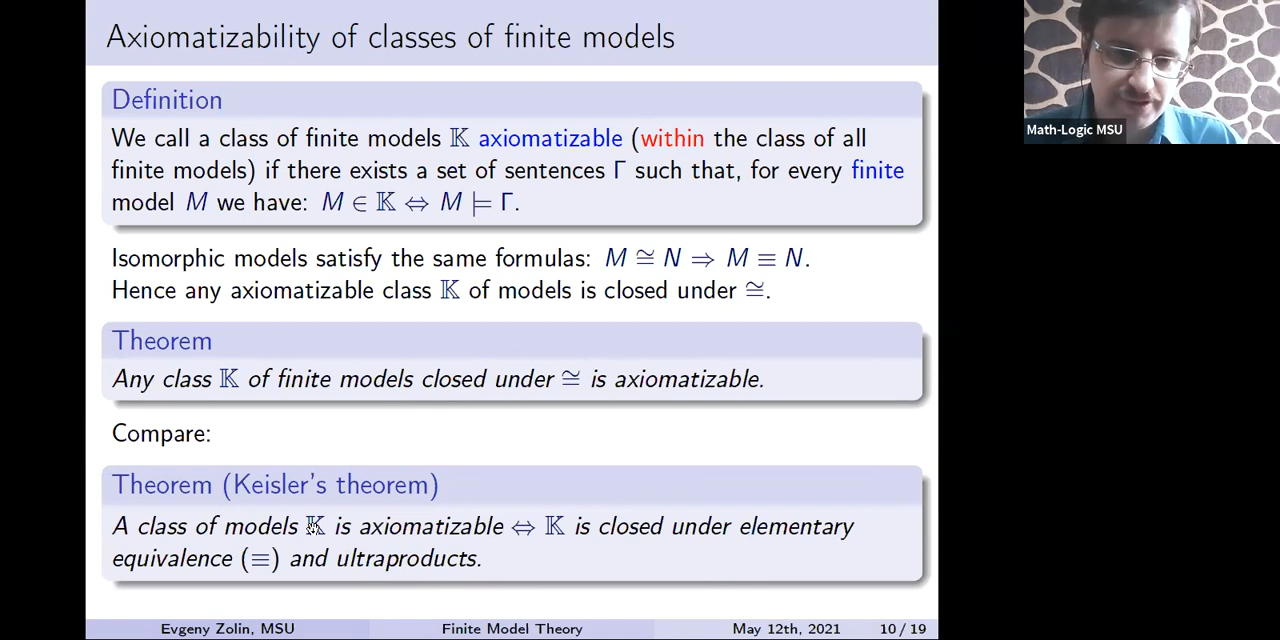 Axiomatizability of classes of finite models
Definition
We call a class of finite models 𝕂 axiomatizable (within the class of all
finite models) if there exists a set of sentences Γ such that, for every finite
model M we have: M ∈ 𝕂 ⇔ M ⊨ Γ.
Isomorphic models satisfy the same formulas: M ≅ N ⇒ M ≡ N.
Hence any axiomatizable class 𝕂 of models is closed under ≅.
Theorem
Any class 𝕂 of finite models closed under ≅ is axiomatizable.
Compare:
Theorem (Keisler's theorem)
A class of models 𝕂 is axiomatizable ⇔ 𝕂 is closed under elementary
equivalence (≡) and ultraproducts.
Evgeny Zolin, MSU Finite Model Theory May 12th, 2021 10 / 19
Math-Logic MSU